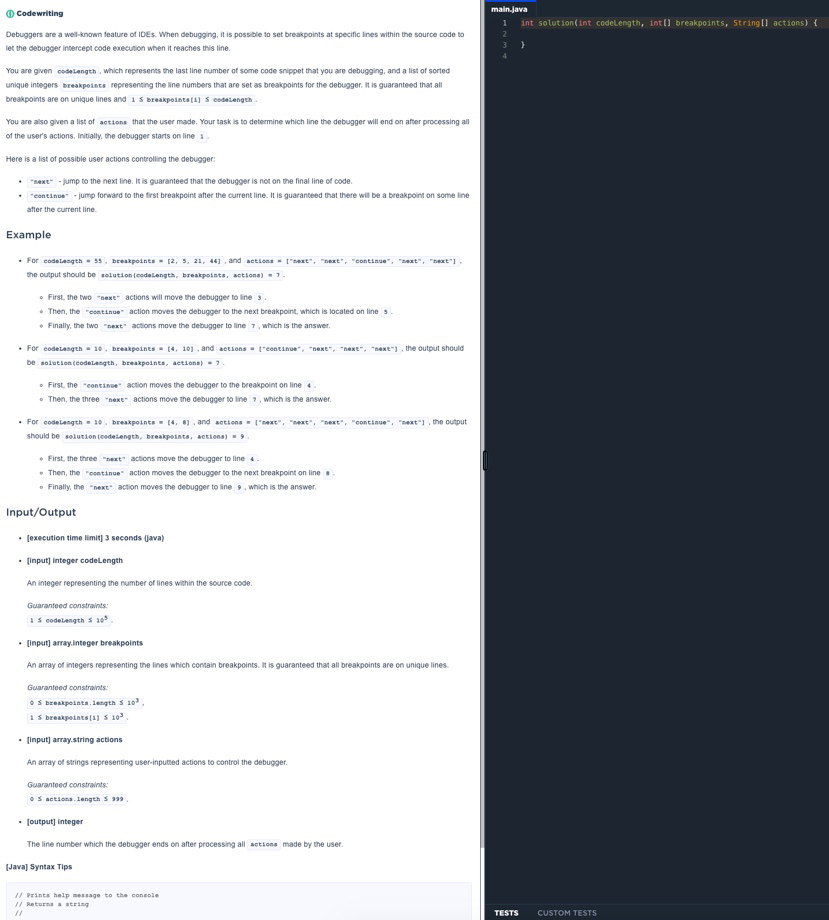 Codewriting
Debuggers are a well-known feature of IDEs. When debugging, it is possible to set breakpoints at specific lines within the source code to
let the debugger intercept code execution when it reaches this line.
You are given codeLength, which represents the last line number of some code snippet that you are debugging, and a list of sorted
unique integers breakpoints representing the line numbers that are set as breakpoints for the debugger. It is guaranteed that all
breakpoints are on unique lines and 1 ≤ breakpoints[i] ≤ codeLength.
You are also given a list of actions that the user made. Your task is to determine which line the debugger will end on after processing all
of the user's actions. Initially, the debugger starts on line 1.
Here is a list of possible user actions controlling the debugger:
• "next" - jump to the next line. It is guaranteed that the debugger is not on the final line of code.
• "continue" - jump forward to the first breakpoint after the current line. It is guaranteed that there will be a breakpoint on some line
after the current line.
Example
• For codeLength = 55, breakpoints = [2, 5, 21, 44], and actions = ["next", "next", "continue", "next", "next"],
the output should be solution(codeLength, breakpoints, actions) = 7.
First, the two "next" actions will move the debugger to line 3.
Then, the "continue" action moves the debugger to the next breakpoint, which is located on line 5.
Finally, the two "next" actions move the debugger to line 7, which is the answer.
• For codeLength = 10, breakpoints = [4, 10], and actions = ["continue", "next", "next", "next"], the output should
be solution(codeLength, breakpoints, actions) = 7.
First, the "continue" action moves the debugger to the breakpoint on line 4.
Then, the three "next" actions move the debugger to line 7, which is the answer.
• For codeLength = 10, breakpoints = [4, 8], and actions = ["next", "next", "next", "continue", "next"], the output
should be solution(codeLength, breakpoints, actions) = 9.
First, the three "next" actions move the debugger to line 4.
Then, the "continue" action moves the debugger to the next breakpoint on line 8.
Finally, the "next" action moves the debugger to line 9, which is the answer.
Input/Output
• [execution time limit] 3 seconds (java)
• [input] integer codeLength
An integer representing the number of lines within the source code.
Guaranteed constraints:
1 ≤ codeLength ≤ 10⁵.
• [input] array.integer breakpoints
An array of integers representing the lines which contain breakpoints. It is guaranteed that all breakpoints are on unique lines.
Guaranteed constraints:
0 ≤ breakpoints.length ≤ 10³,
1 ≤ breakpoints[i] ≤ 10³.
• [input] array.string actions
An array of strings representing user-inputted actions to control the debugger.
Guaranteed constraints:
0 ≤ actions.length ≤ 999.
• [output] integer
The line number which the debugger ends on after processing all actions made by the user.
[Java] Syntax Tips
// Prints help message to the console
// Returns a string
//
main.java
1 int solution(int codeLength, int[] breakpoints, String[] actions) {
2
3 }
4
TESTS CUSTOM TESTS